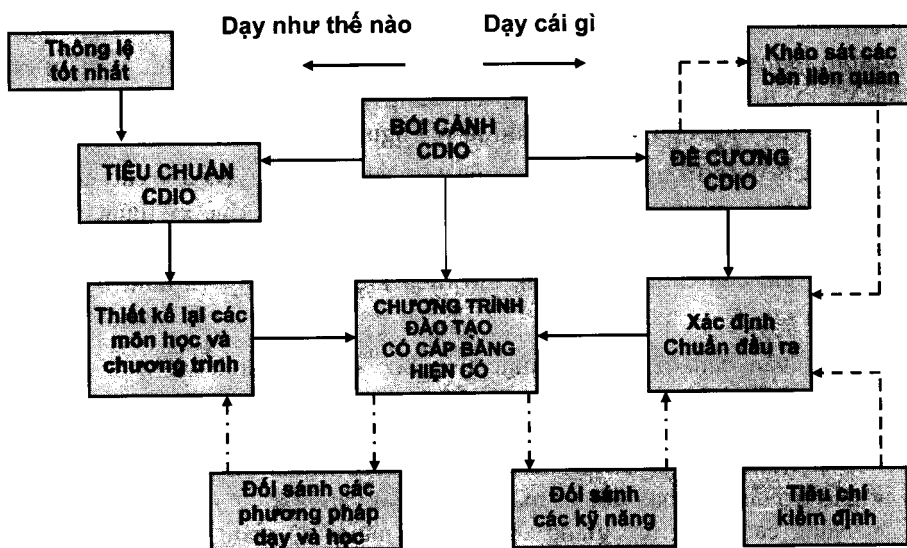 Dạy như thế nào
Dạy cái gì
Thông lệ
tốt nhất
Khảo sát các
bên liên quan
BỐI CẢNH
CDIO
TIÊU CHUẨN
CDIO
ĐỀ CƯƠNG
CDIO
Thiết kế lại các
môn học và
chương trình
CHƯƠNG TRÌNH
ĐÀO TẠO
CÓ CẤP BẰNG
HIỆN CÓ
Xác định
Chuẩn đầu ra
Đối sánh các
phương pháp
dạy và học
Đối sánh
các kỹ năng
Tiêu chí
kiểm định